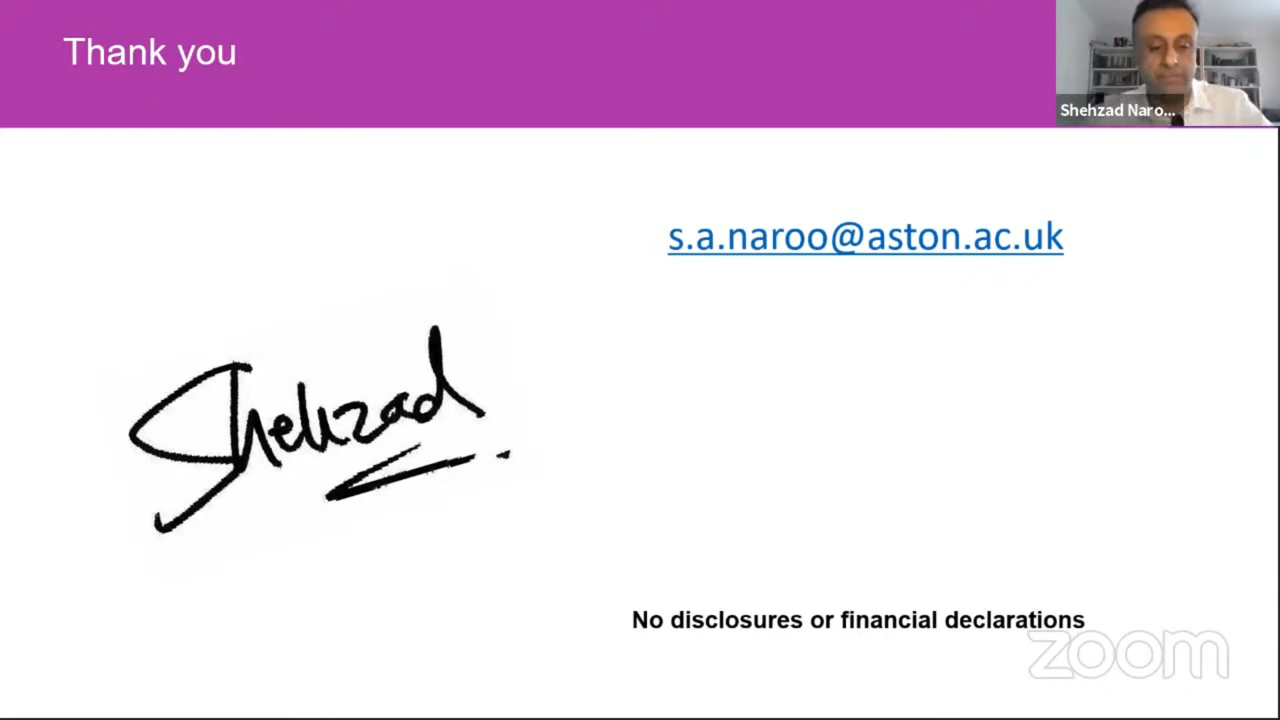 Thank you
Shehzad Naro...
s.a.naroo@aston.ac.uk
Shehzad
No disclosures or financial declarations
zoom